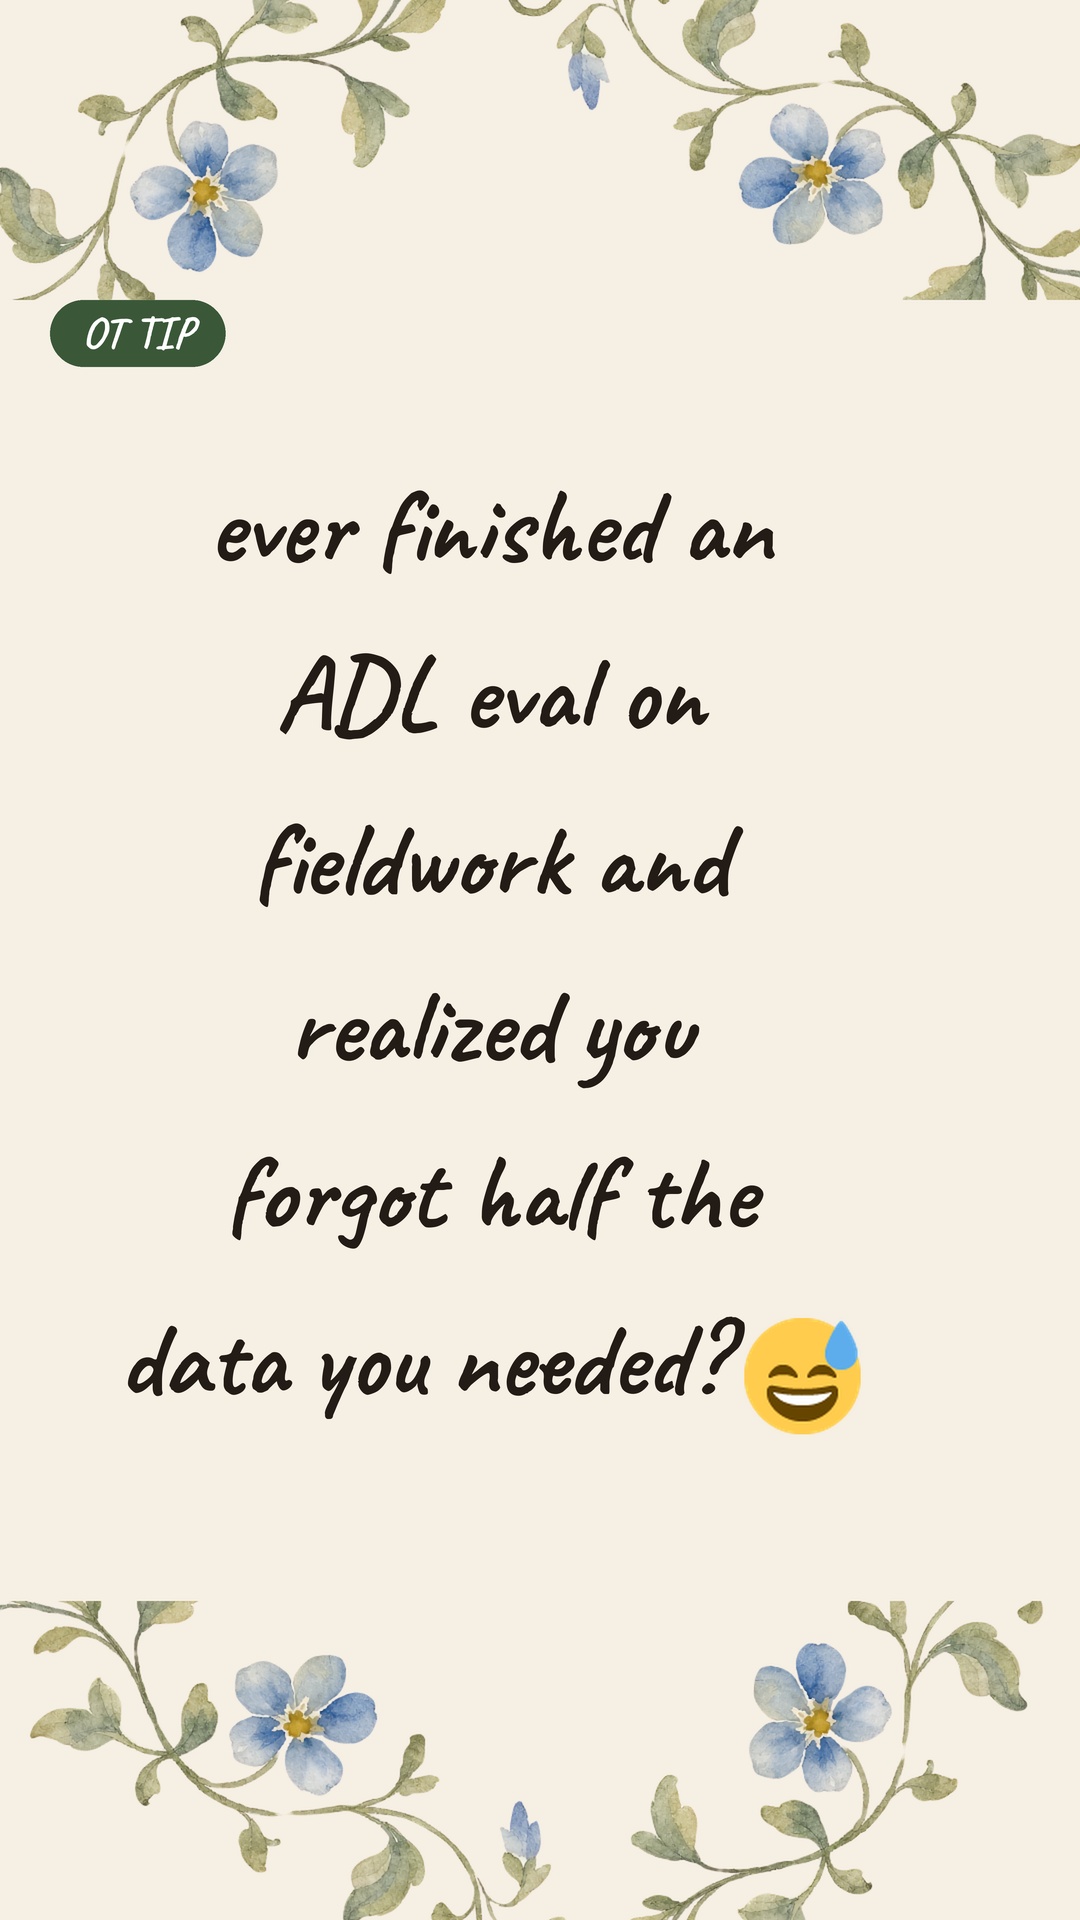 OT TIP
ever finished an
ADL eval on
fieldwork and
realized you
forgot half the
data you needed?😅